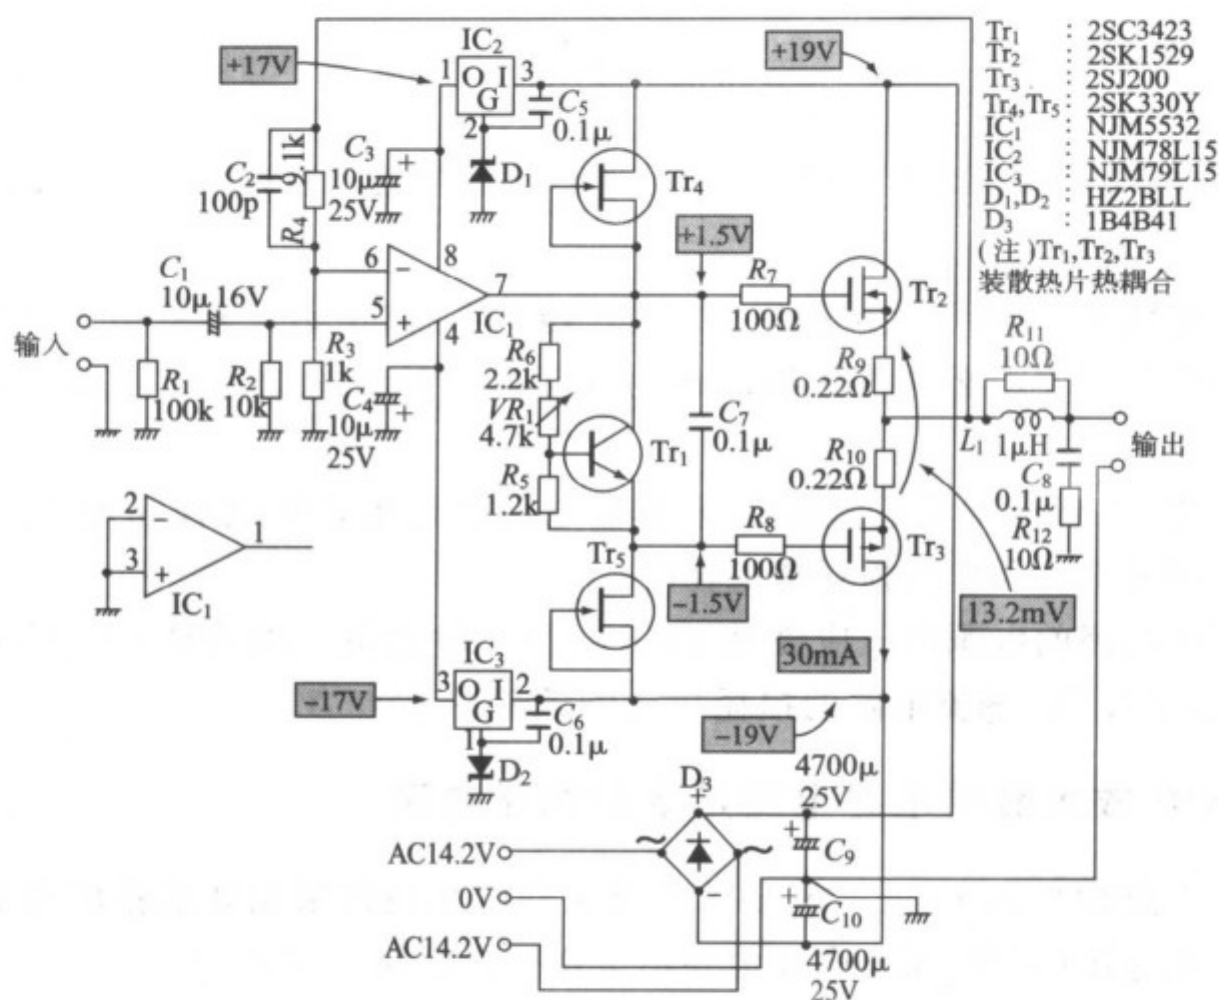 Tr₁ : 2SC3423
Tr₂ : 2SK1529
Tr₃ : 2SJ200
Tr₄,Tr₅ : 2SK330Y
IC₁ : NJM5532
IC₂ : NJM78L15
IC₃ : NJM79L15
D₁,D₂ : HZ2BLL
D₃ : 1B4B41
(注)Tr₁,Tr₂,Tr₃
装散热片热耦合
+17V
IC₂
1
O I
G
3
2
C₅
0.1μ
D₁
+19V
C₂
100p
9.1k
R₄
C₃
+
10μ
25V
Tr₄
+1.5V
C₁
10μ 16V
6
−
5
+
8
7
4
IC₁
R₇
100Ω
Tr₂
输入
R₁
100k
R₂
10k
R₃
1k
C₄
+
10μ
25V
R₆
2.2k
VR₁
4.7k
R₅
1.2k
Tr₁
C₇
0.1μ
R₉
0.22Ω
R₁₀
0.22Ω
R₁₁
10Ω
L₁
1μH
输出
C₈
0.1μ
R₁₂
10Ω
2
−
3
+
1
IC₁
Tr₅
R₈
100Ω
Tr₃
−1.5V
13.2mV
30mA
−17V
IC₃
3
O I
G
2
1
C₆
0.1μ
D₂
−19V
4700μ
25V
D₃
+
−
~
~
+
C₉
+
C₁₀
4700μ
25V
AC14.2V
0V
AC14.2V